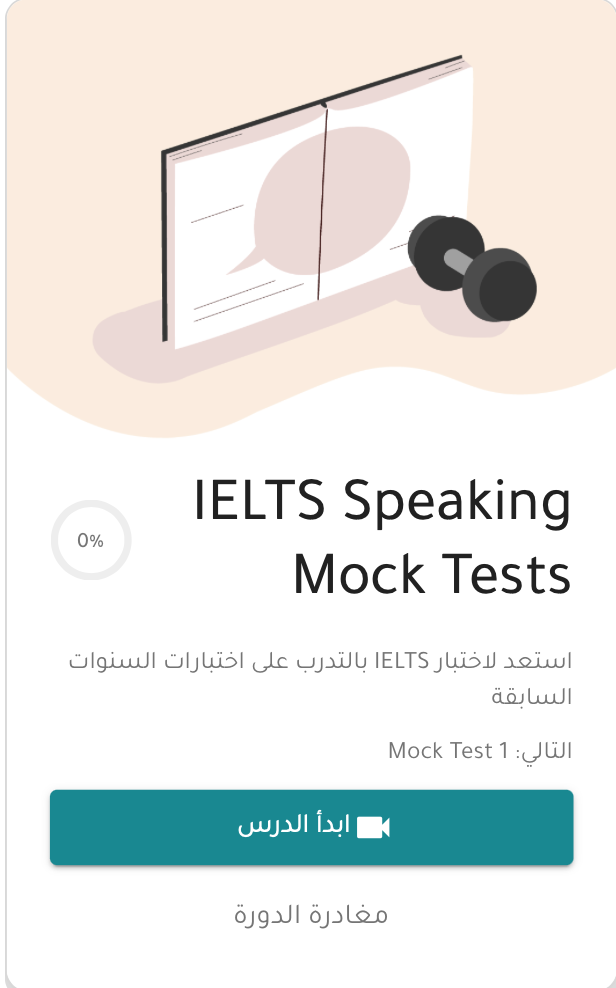 IELTS Speaking
Mock Tests
0%
استعد لاختبار IELTS بالتدرب على اختبارات السنوات
السابقة
التالي: Mock Test 1
ابدأ الدرس
مغادرة الدورة